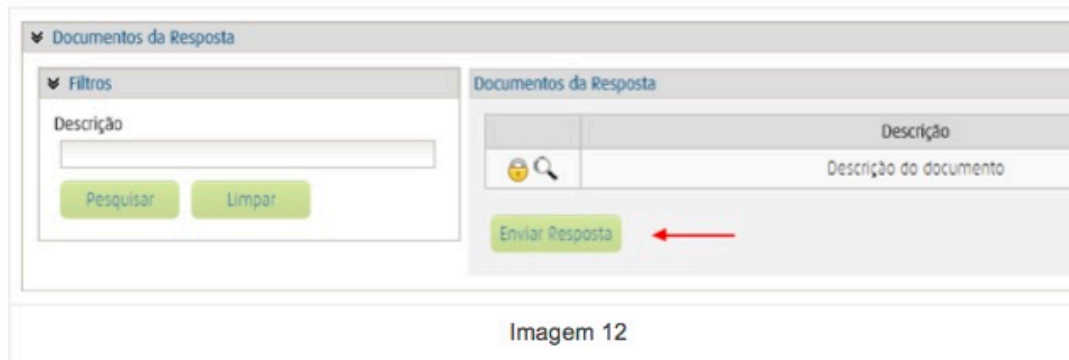 Documentos da Resposta
Filtros
Descrição
Pesquisar Limpar
Documentos da Resposta
Descrição
Descrição do documento
Enviar Resposta
Imagem 12